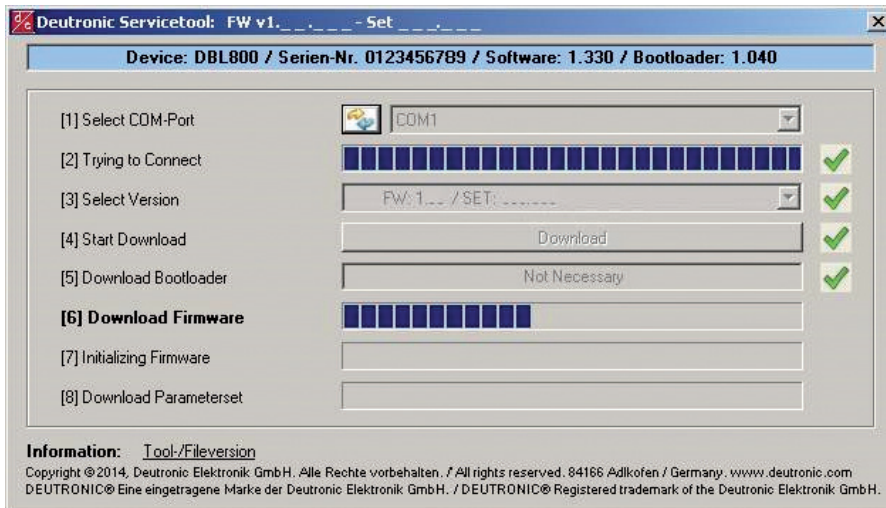 Deutronic Servicetool: FW v1._ _._ _ _ - Set _ _ _._ _ _
Device: DBL800 / Serien-Nr. 0123456789 / Software: 1.330 / Bootloader: 1.040
[1] Select COM-Port COM1
[2] Trying to Connect
[3] Select Version FW: 1._ _ / SET: _ _ _._ _ _
[4] Start Download Download
[5] Download Bootloader Not Necessary
[6] Download Firmware
[7] Initializing Firmware
[8] Download Parameterset
Information: Tool-/Fileversion
Copyright ©2014, Deutronic Elektronik GmbH. Alle Rechte vorbehalten. / All rights reserved. 84166 Adlkofen / Germany. www.deutronic.com
DEUTRONIC® Eine eingetragene Marke der Deutronic Elektronik GmbH. / DEUTRONIC® Registered trademark of the Deutronic Elektronik GmbH.